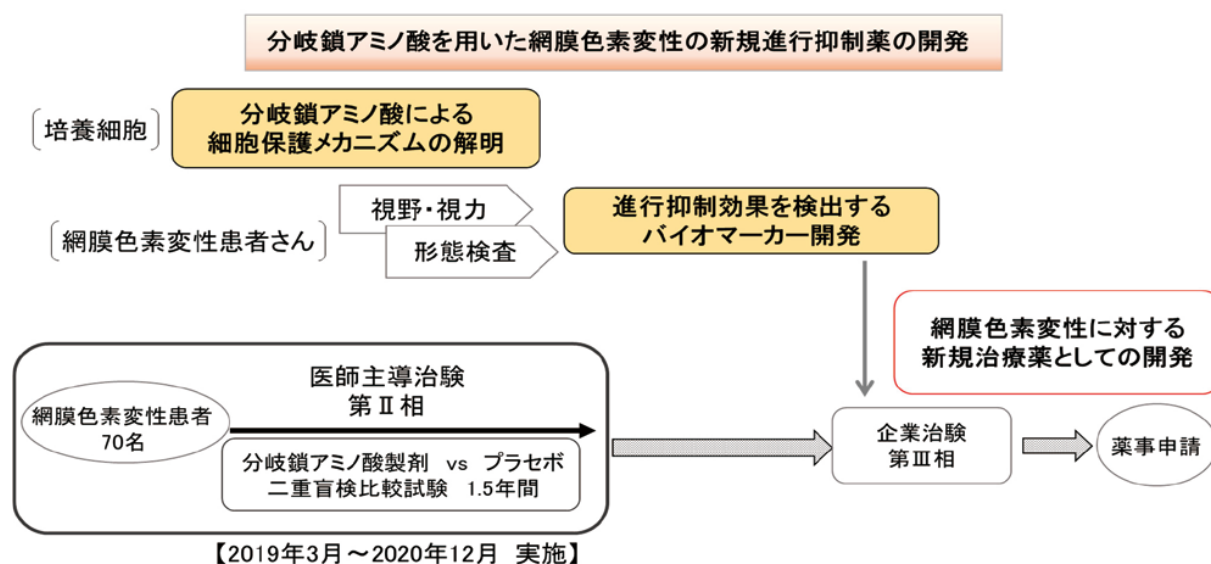 分岐鎖アミノ酸を用いた網膜色素変性の新規進行抑制薬の開発
培養細胞
分岐鎖アミノ酸による
細胞保護メカニズムの解明
網膜色素変性患者さん
視野・視力
形態検査
進行抑制効果を検出する
バイオマーカー開発
網膜色素変性に対する
新規治療薬としての開発
網膜色素変性患者
70名
医師主導治験
第Ⅱ相
分岐鎖アミノ酸製剤 vs プラセボ
二重盲検比較試験 1.5年間
企業治験
第Ⅲ相
薬事申請
【2019年3月～2020年12月 実施】